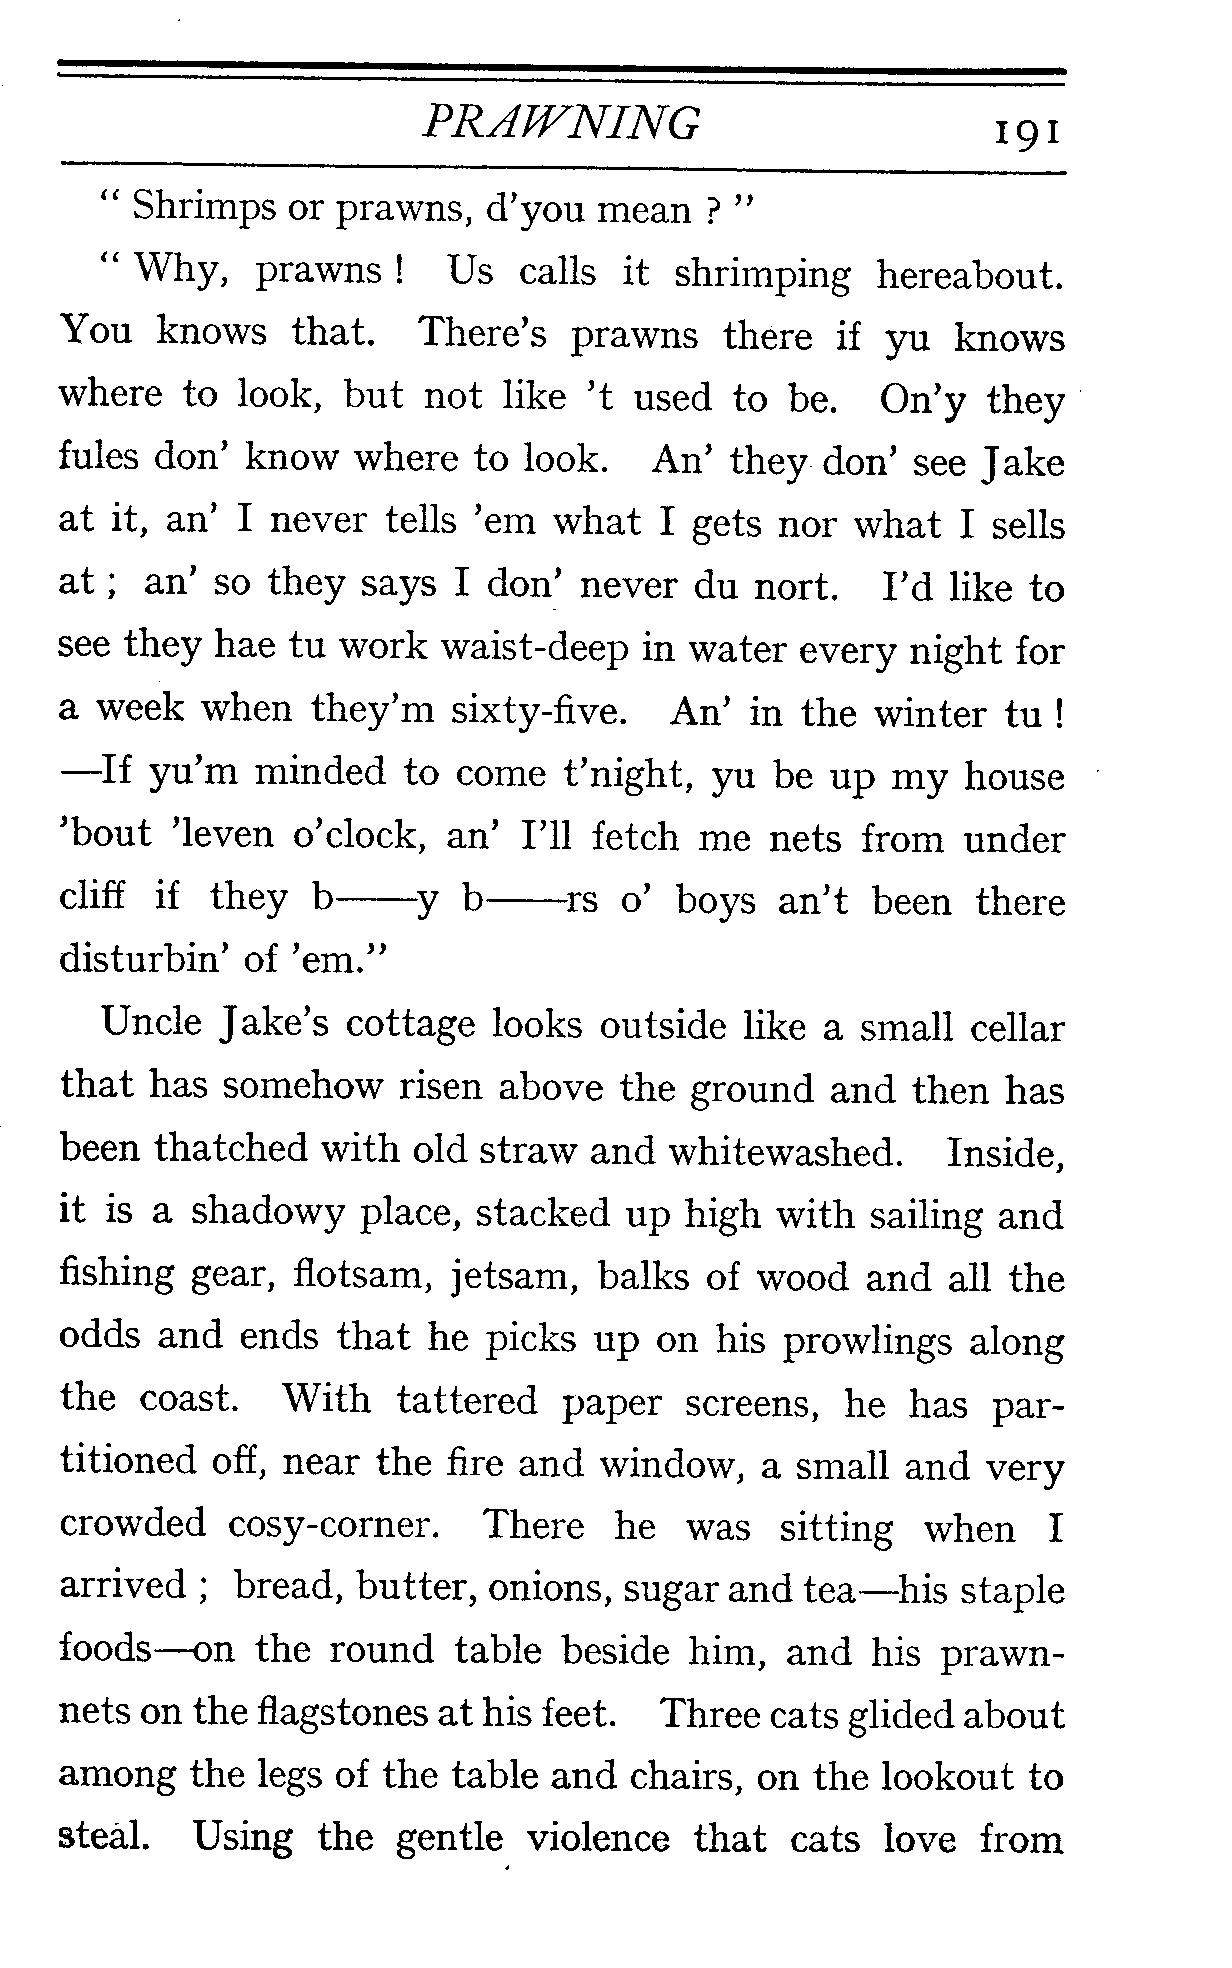 PRAWNING 191
“ Shrimps or prawns, d'you mean ? ”
“ Why, prawns ! Us calls it shrimping hereabout.
You knows that. There's prawns there if yu knows
where to look, but not like 't used to be. On'y they
fules don' know where to look. An' they don' see Jake
at it, an' I never tells 'em what I gets nor what I sells
at ; an' so they says I don' never du nort. I'd like to
see they hae tu work waist-deep in water every night for
a week when they'm sixty-five. An' in the winter tu !
—If yu'm minded to come t'night, yu be up my house
'bout 'leven o'clock, an' I'll fetch me nets from under
cliff if they b——y b——rs o' boys an't been there
disturbin' of 'em.”
Uncle Jake's cottage looks outside like a small cellar
that has somehow risen above the ground and then has
been thatched with old straw and whitewashed. Inside,
it is a shadowy place, stacked up high with sailing and
fishing gear, flotsam, jetsam, balks of wood and all the
odds and ends that he picks up on his prowlings along
the coast. With tattered paper screens, he has par-
titioned off, near the fire and window, a small and very
crowded cosy-corner. There he was sitting when I
arrived ; bread, butter, onions, sugar and tea—his staple
foods—on the round table beside him, and his prawn-
nets on the flagstones at his feet. Three cats glided about
among the legs of the table and chairs, on the lookout to
steal. Using the gentle violence that cats love from